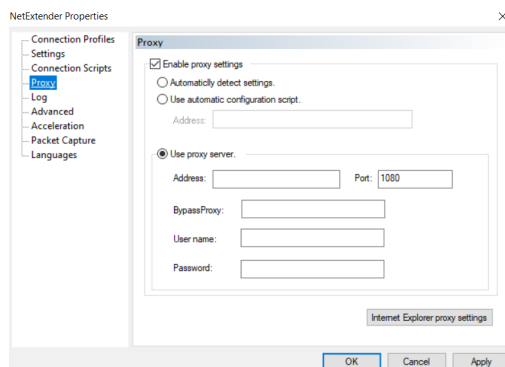 NetExtender Properties
Connection Profiles
Settings
Connection Scripts
Proxy
Log
Advanced
Acceleration
Packet Capture
Languages
Proxy
Enable proxy settings
Automaticlly detect settings.
Use automatic configuration script.
Address:
Use proxy server.
Address: Port: 1080
BypassProxy:
User name:
Password:
Internet Explorer proxy settings
OK Cancel Apply